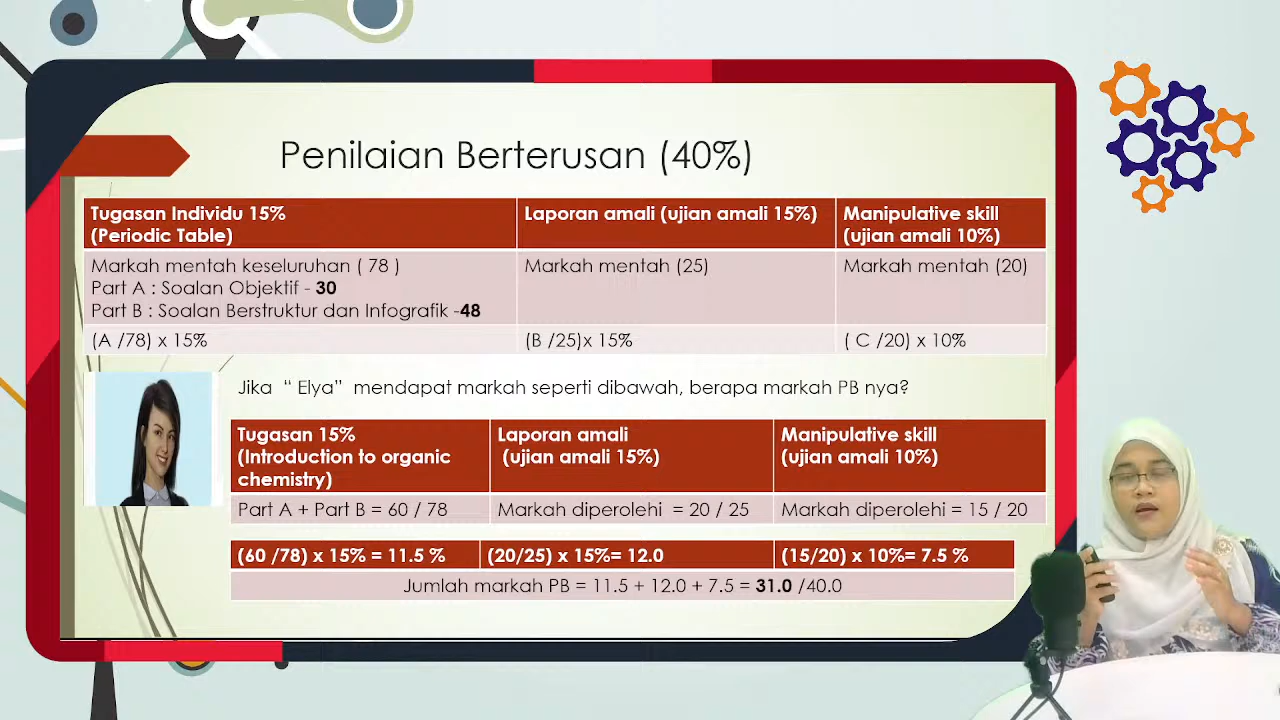 Penilaian Berterusan (40%)
Tugasan Individu 15%
(Periodic Table)
Laporan amali (ujian amali 15%)
Manipulative skill
(ujian amali 10%)
Markah mentah keseluruhan ( 78 )
Part A : Soalan Objektif - 30
Part B : Soalan Berstruktur dan Infografik -48
Markah mentah (25)
Markah mentah (20)
(A /78) x 15%
(B /25)x 15%
( C /20) x 10%
Jika “ Elya” mendapat markah seperti dibawah, berapa markah PB nya?
Tugasan 15%
(Introduction to organic
chemistry)
Laporan amali
(ujian amali 15%)
Manipulative skill
(ujian amali 10%)
Part A + Part B = 60 / 78
Markah diperolehi = 20 / 25
Markah diperolehi = 15 / 20
(60 /78) x 15% = 11.5 %
(20/25) x 15%= 12.0
(15/20) x 10%= 7.5 %
Jumlah markah PB = 11.5 + 12.0 + 7.5 = 31.0 /40.0